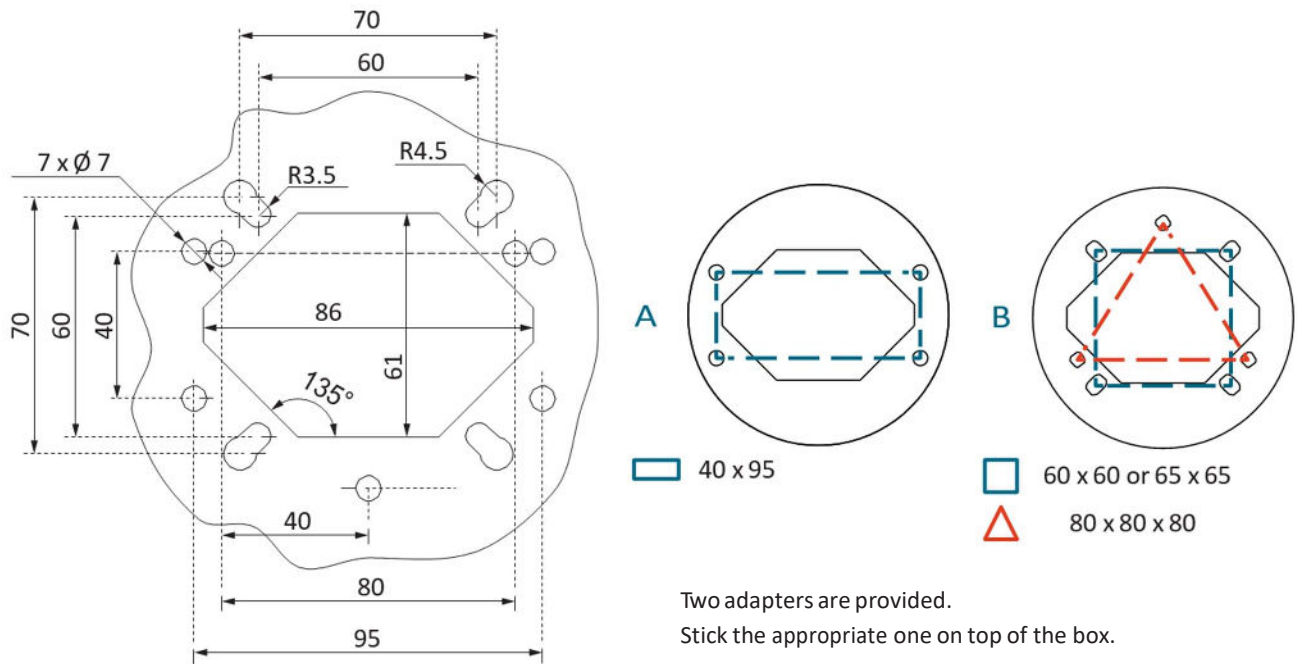 70
60
7 x Ø 7
R4.5
R3.5
70
60
40
86
61
135°
40
80
95
A
40 x 95
B
60 x 60 or 65 x 65
80 x 80 x 80
Two adapters are provided.
Stick the appropriate one on top of the box.